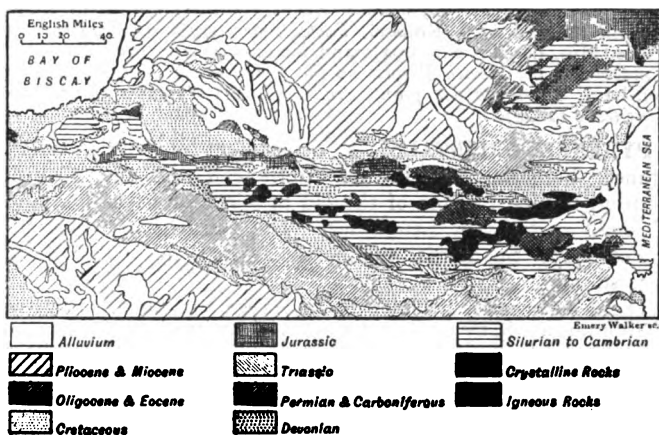 English Miles
0 10 20 40
BAY OF
BISCAY
MEDITERRANEAN SEA
Emery Walker sc.
Alluvium
Jurassic
Silurian to Cambrian
Pliocene & Miocene
Triassic
Crystalline Rocks
Oligocene & Eocene
Permian & Carboniferous
Igneous Rocks
Cretaceous
Devonian